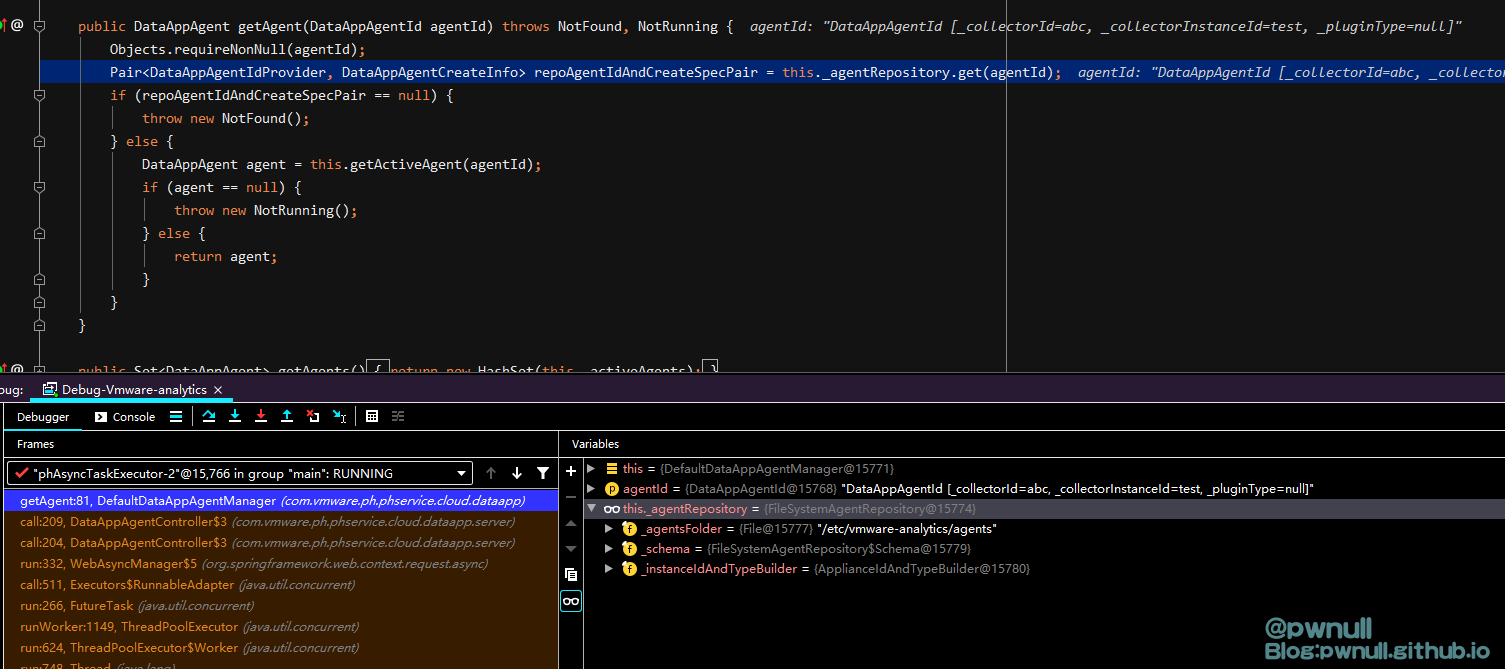 public DataAppAgent getAgent(DataAppAgentId agentId) throws NotFound, NotRunning { agentId: "DataAppAgentId [_collectorId=abc, _collectorInstanceId=test, _pluginType=null]"
Objects.requireNonNull(agentId);
Pair<DataAppAgentIdProvider, DataAppAgentCreateInfo> repoAgentIdAndCreateSpecPair = this._agentRepository.get(agentId); agentId: "DataAppAgentId [_collectorId=abc, _collector
if (repoAgentIdAndCreateSpecPair == null) {
throw new NotFound();
} else {
DataAppAgent agent = this.getActiveAgent(agentId);
if (agent == null) {
throw new NotRunning();
} else {
return agent;
}
}
}
public Set<DataAppAgent> getAgents() { return new HashSet(this._activeAgents); }
bug: Debug-Vmware-analytics ×
Debugger Console
Frames
"phAsyncTaskExecutor-2"@15,766 in group "main": RUNNING
getAgent:81, DefaultDataAppAgentManager (com.vmware.ph.phservice.cloud.dataapp)
call:209, DataAppAgentController$3 (com.vmware.ph.phservice.cloud.dataapp.server)
call:204, DataAppAgentController$3 (com.vmware.ph.phservice.cloud.dataapp.server)
run:332, WebAsyncManager$5 (org.springframework.web.context.request.async)
call:511, Executors$RunnableAdapter (java.util.concurrent)
run:266, FutureTask (java.util.concurrent)
runWorker:1149, ThreadPoolExecutor (java.util.concurrent)
run:624, ThreadPoolExecutor$Worker (java.util.concurrent)
run:748, Thread (java.lang)
Variables
this = {DefaultDataAppAgentManager@15771}
agentId = {DataAppAgentId@15768} "DataAppAgentId [_collectorId=abc, _collectorInstanceId=test, _pluginType=null]"
this._agentRepository = {FileSystemAgentRepository@15774}
_agentsFolder = {File@15777} "/etc/vmware-analytics/agents"
_schema = {FileSystemAgentRepository$Schema@15779}
_instanceIdAndTypeBuilder = {ApplianceIdAndTypeBuilder@15780}
@pwnull
Blog:pwnull.github.io